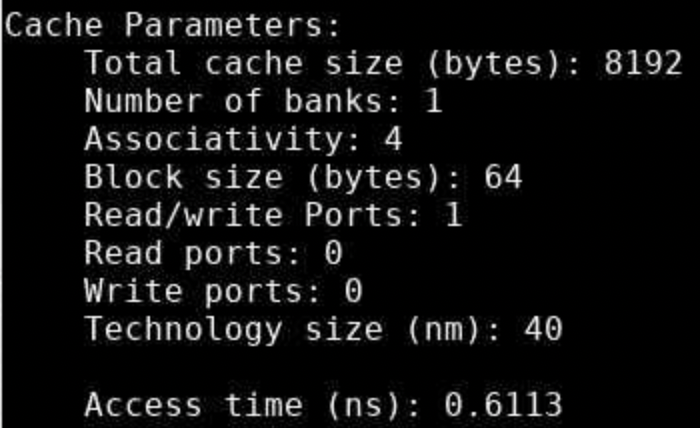 Cache Parameters:
Total cache size (bytes): 8192
Number of banks: 1
Associativity: 4
Block size (bytes): 64
Read/write Ports: 1
Read ports: 0
Write ports: 0
Technology size (nm): 40
Access time (ns): 0.6113